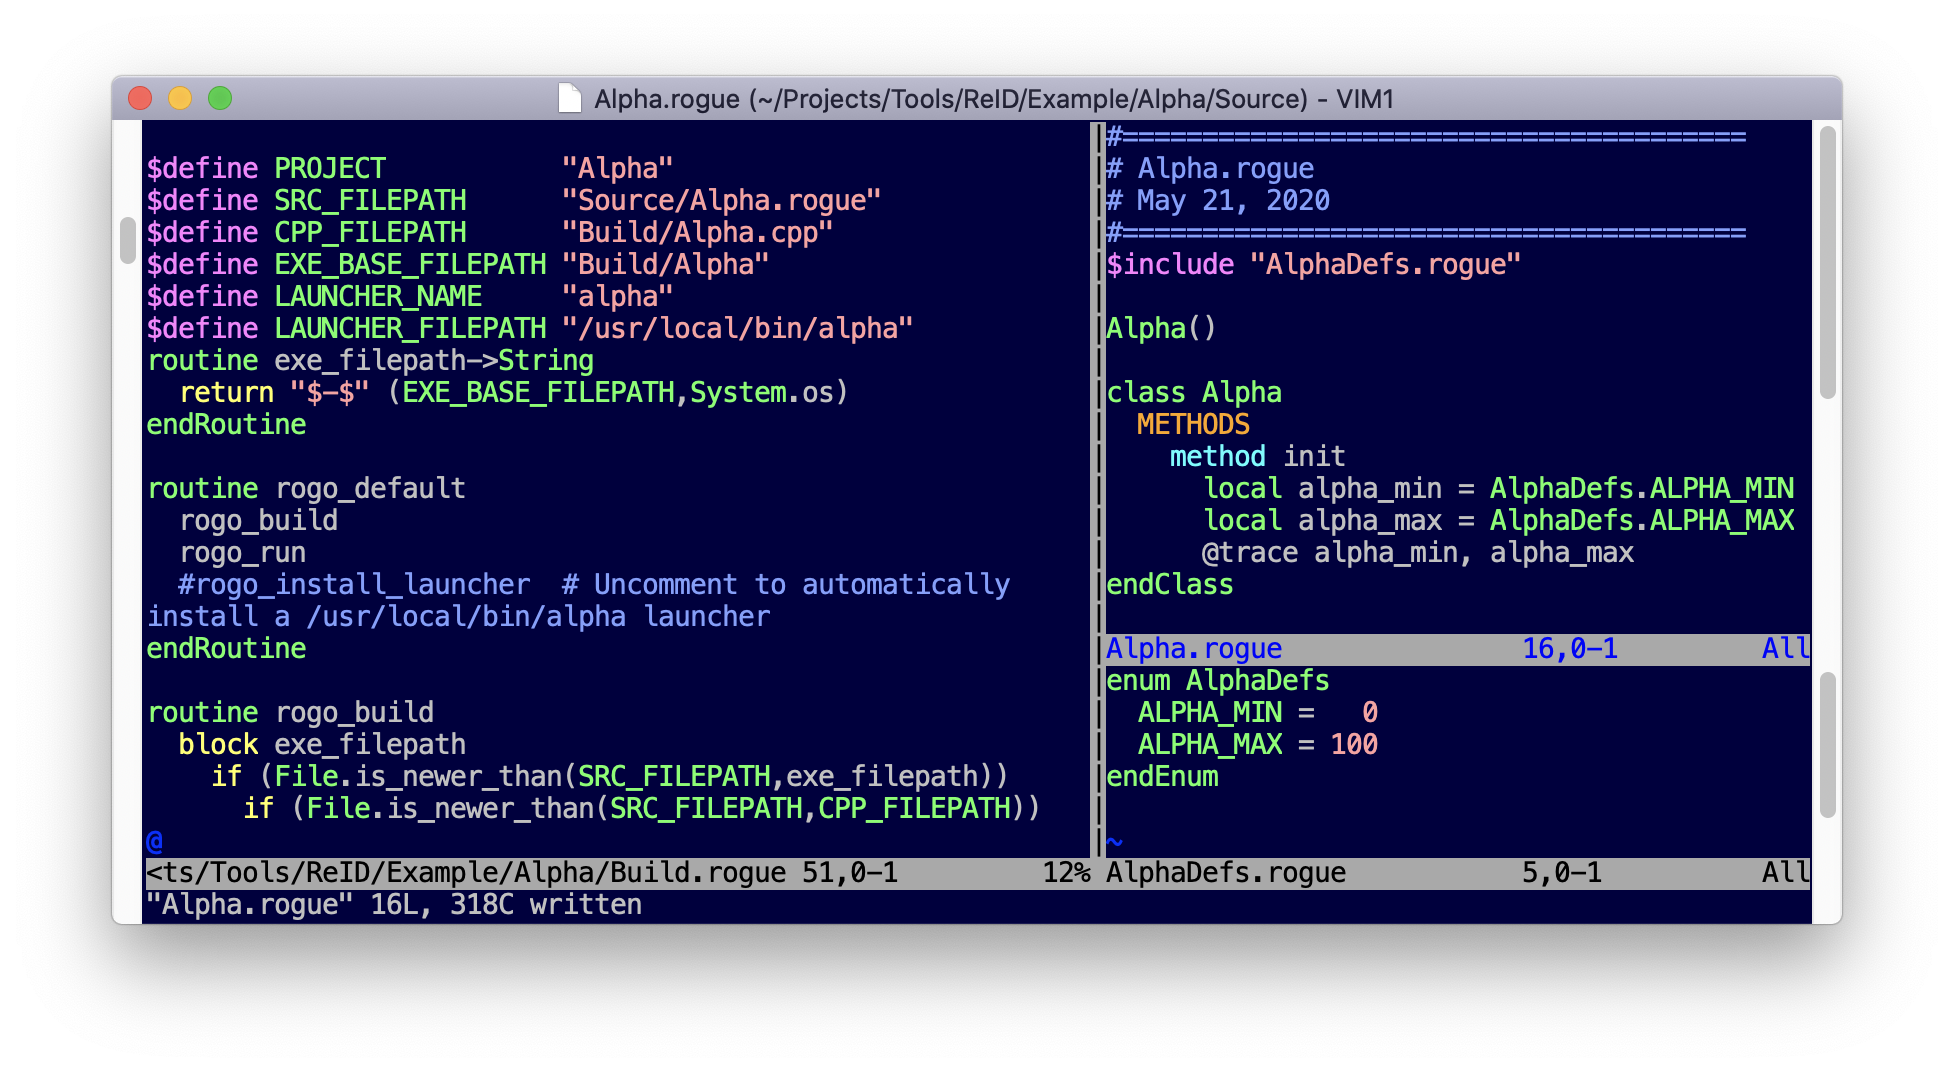 Alpha.rogue (~/Projects/Tools/ReID/Example/Alpha/Source) - VIM1
$define PROJECT           "Alpha"
$define SRC_FILEPATH      "Source/Alpha.rogue"
$define CPP_FILEPATH      "Build/Alpha.cpp"
$define EXE_BASE_FILEPATH "Build/Alpha"
$define LAUNCHER_NAME     "alpha"
$define LAUNCHER_FILEPATH "/usr/local/bin/alpha"
routine exe_filepath->String
  return "$-$" (EXE_BASE_FILEPATH,System.os)
endRoutine
routine rogo_default
  rogo_build
  rogo_run
  #rogo_install_launcher  # Uncomment to automatically
install a /usr/local/bin/alpha launcher
endRoutine
routine rogo_build
  block exe_filepath
    if (File.is_newer_than(SRC_FILEPATH,exe_filepath))
      if (File.is_newer_than(SRC_FILEPATH,CPP_FILEPATH))
@
<ts/Tools/ReID/Example/Alpha/Build.rogue 51,0-1         12%
#=======================================
# Alpha.rogue
# May 21, 2020
#=======================================
$include "AlphaDefs.rogue"
Alpha()
class Alpha
  METHODS
    method init
      local alpha_min = AlphaDefs.ALPHA_MIN
      local alpha_max = AlphaDefs.ALPHA_MAX
      @trace alpha_min, alpha_max
endClass
Alpha.rogue               16,0-1         All
enum AlphaDefs
  ALPHA_MIN =   0
  ALPHA_MAX = 100
endEnum
~
AlphaDefs.rogue           5,0-1          All
"Alpha.rogue" 16L, 318C written